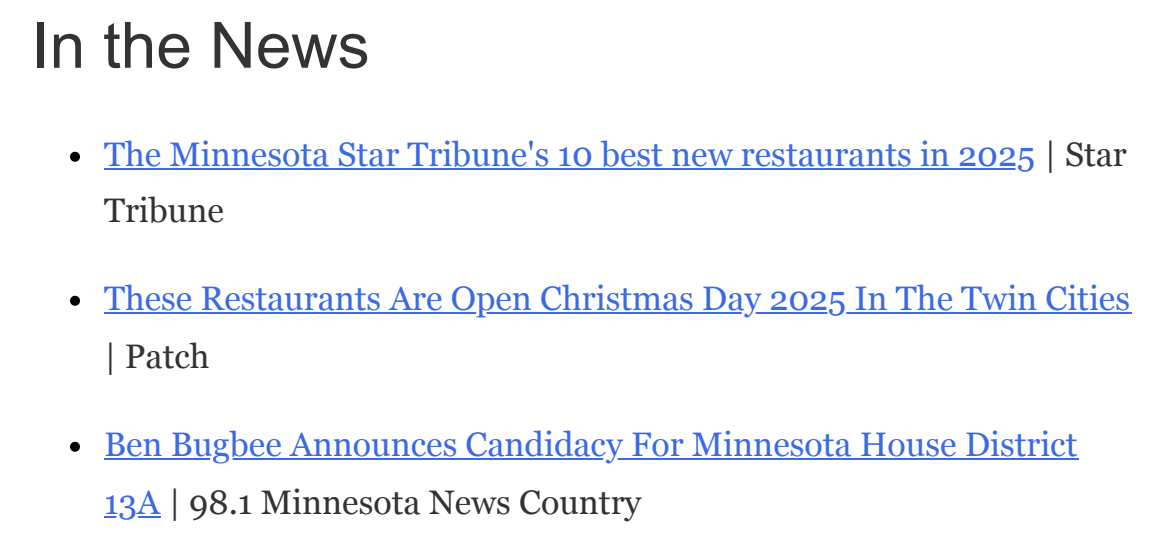 In the News
The Minnesota Star Tribune's 10 best new restaurants in 2025 | Star
Tribune
These Restaurants Are Open Christmas Day 2025 In The Twin Cities
| Patch
Ben Bugbee Announces Candidacy For Minnesota House District
13A | 98.1 Minnesota News Country